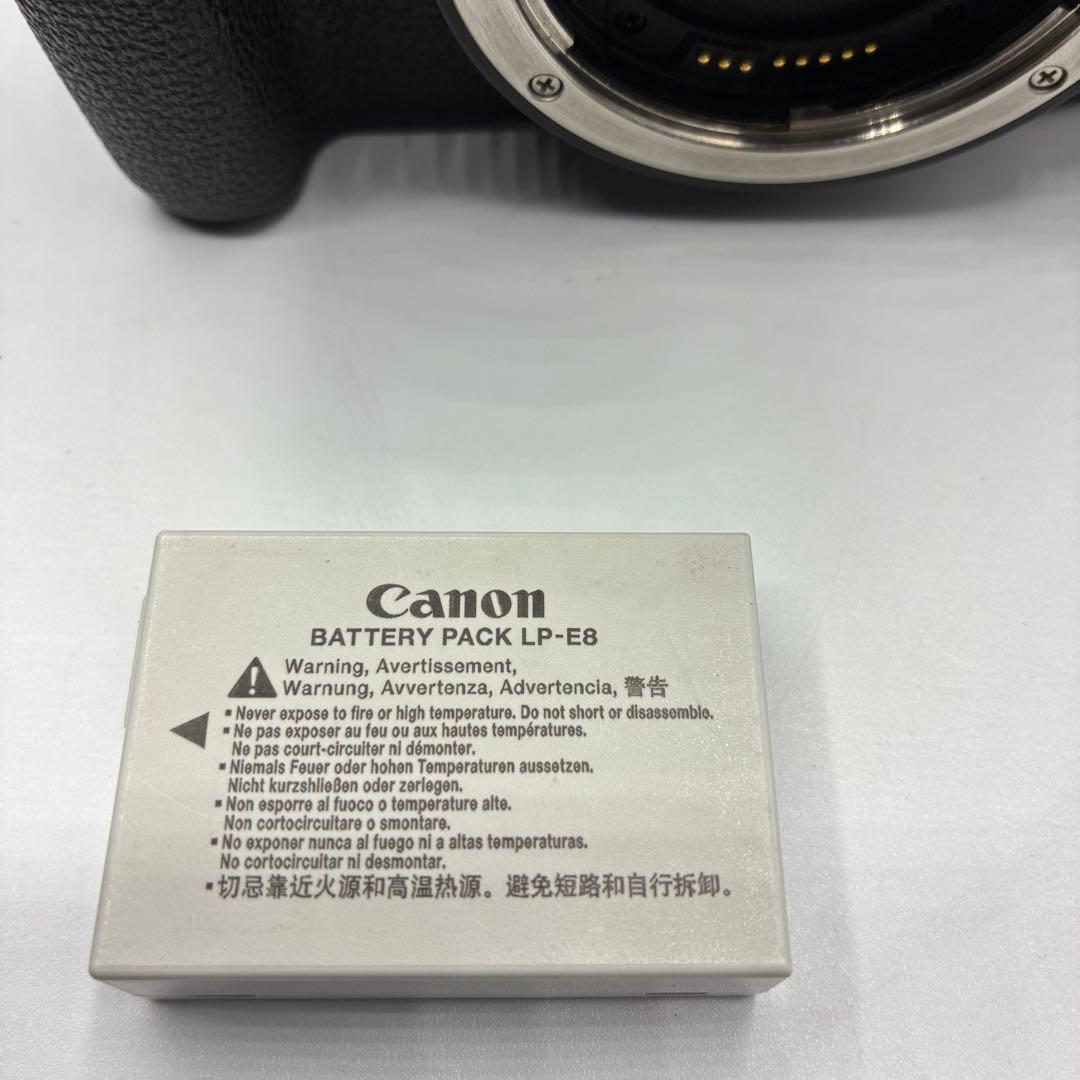 Canon
BATTERY PACK LP-E8
Warning, Avertissement,
Warnung, Avvertenza, Advertencia, 警告
▪ Never expose to fire or high temperature. Do not short or disassemble.
▪ Ne pas exposer au feu ou aux hautes températures.
Ne pas court-circuiter ni démonter.
▪ Niemals Feuer oder hohen Temperaturen aussetzen.
Nicht kurzshließen oder zerlegen.
▪ Non esporre al fuoco o temperature alte.
Non cortocircuitare o smontare.
▪ No exponer nunca al fuego ni a altas temperaturas.
No cortocircuitar ni desmontar.
▪ 切忌靠近火源和高温热源。避免短路和自行拆卸。